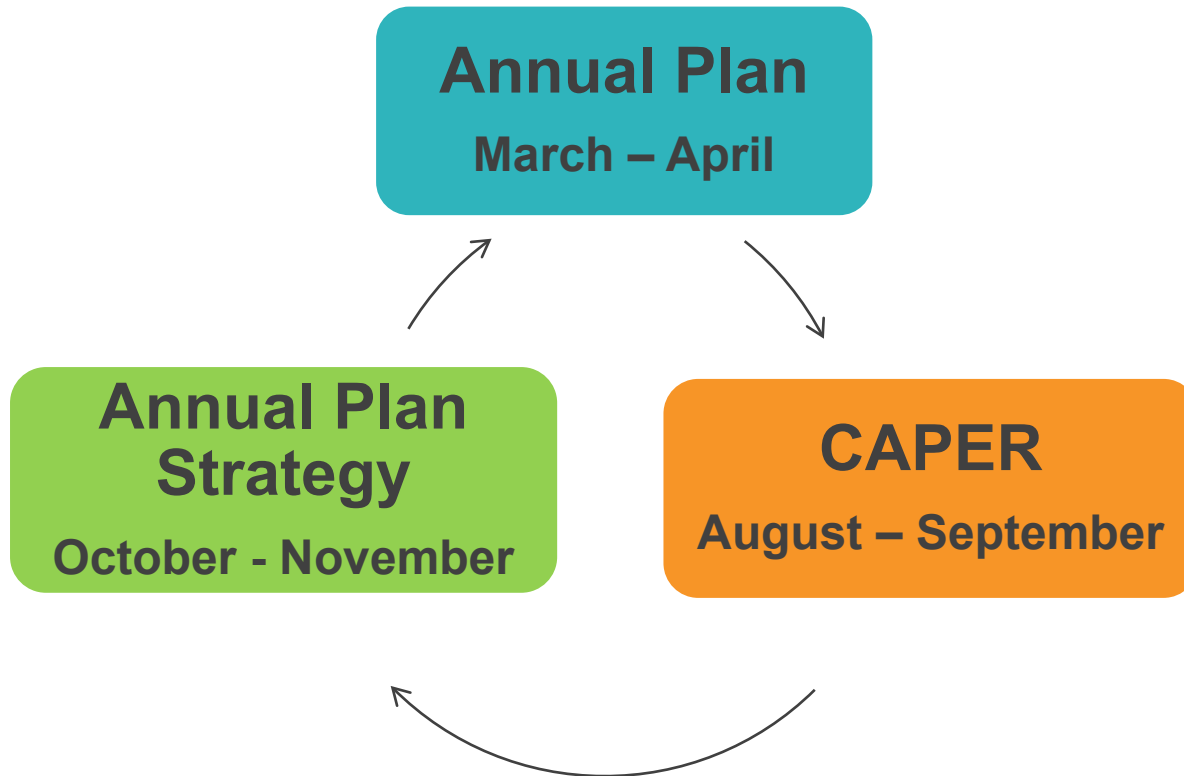 Annual Plan
March – April
Annual Plan
Strategy
October - November
CAPER
August – September